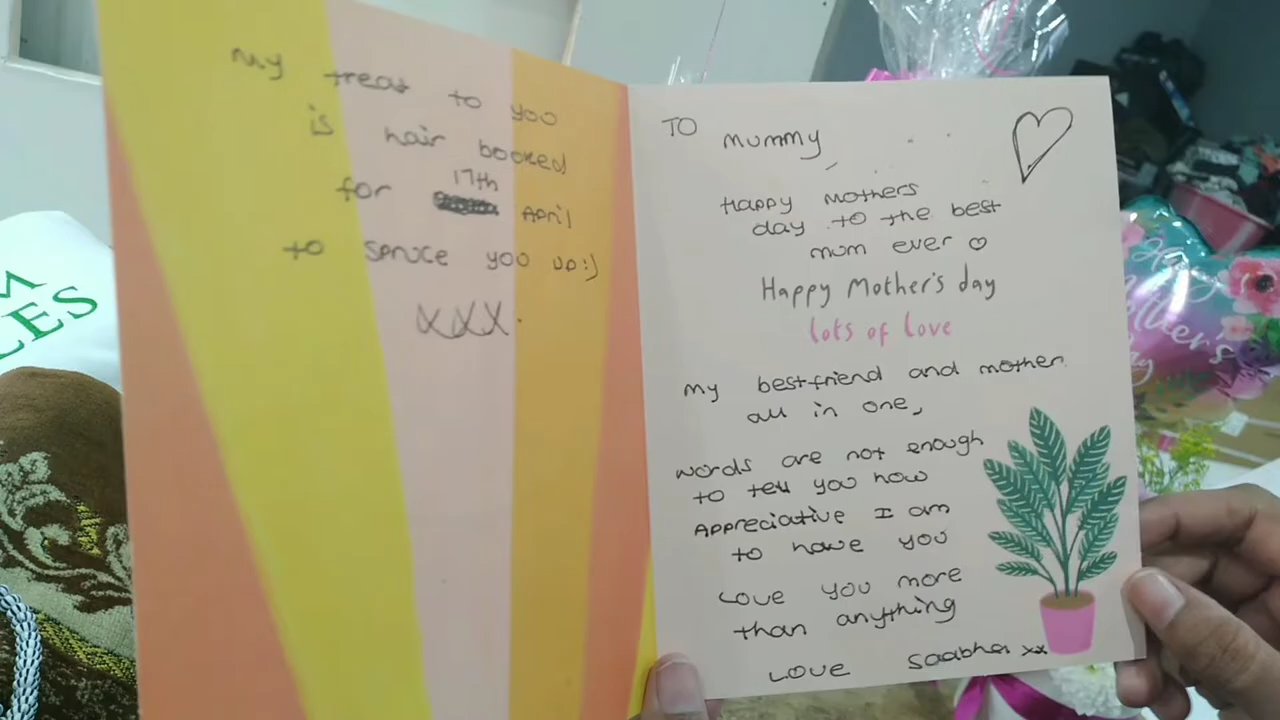 My treat to you
is hair booked
for 17th April
to spruce you up :)
XXX.
TO Mummy
Happy Mothers
day to the best
mum ever ♡
Happy Mother's day
lots of love
My bestfriend and mother
all in one,
words are not enough
to tell you how
Appreciative I am
to have you
Love you more
than anything
Love Saabha xx
Mother's